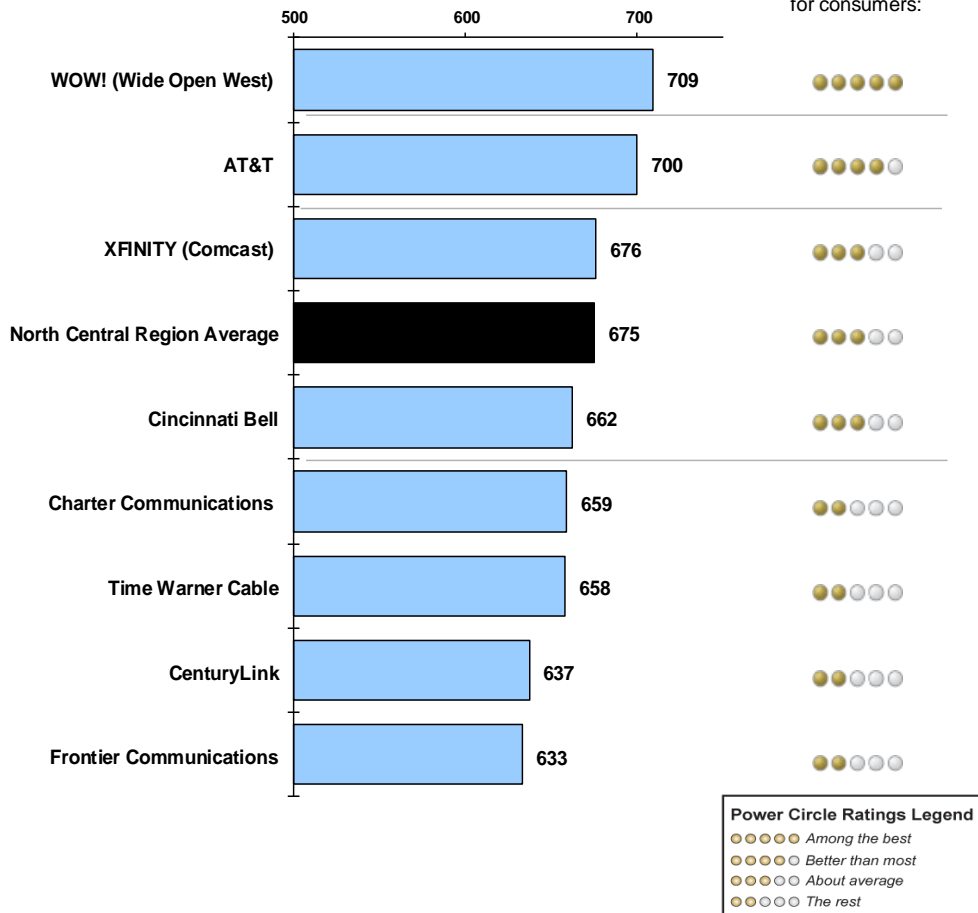 for consumers:
500 600 700
WOW! (Wide Open West) 709
AT&T 700
XFINITY (Comcast) 676
North Central Region Average 675
Cincinnati Bell 662
Charter Communications 659
Time Warner Cable 658
CenturyLink 637
Frontier Communications 633
Power Circle Ratings Legend
Among the best
Better than most
About average
The rest